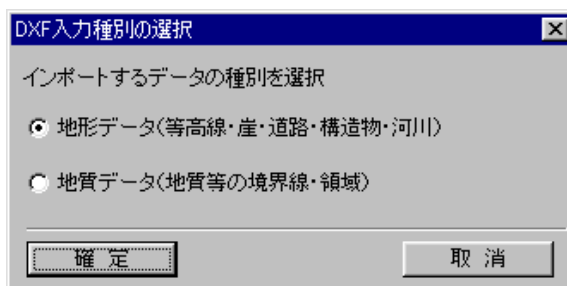 DXF入力種別の選択
インポートするデータの種別を選択
地形データ(等高線・崖・道路・構造物・河川)
地質データ(地質等の境界線・領域)
確 定
取 消